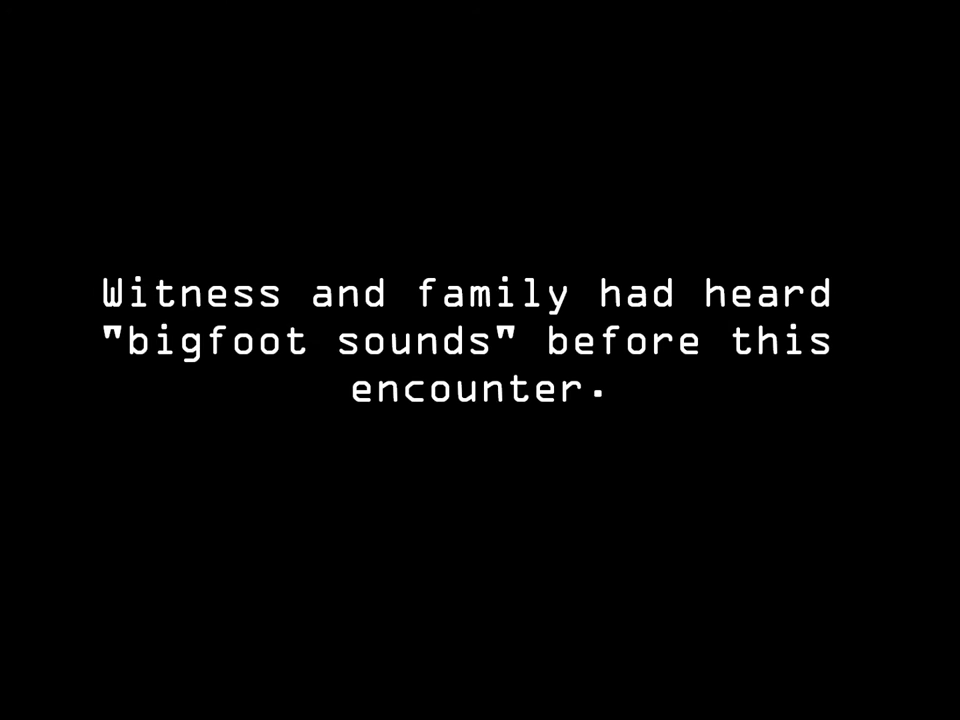 Witness and family had heard
"bigfoot sounds" before this
encounter.